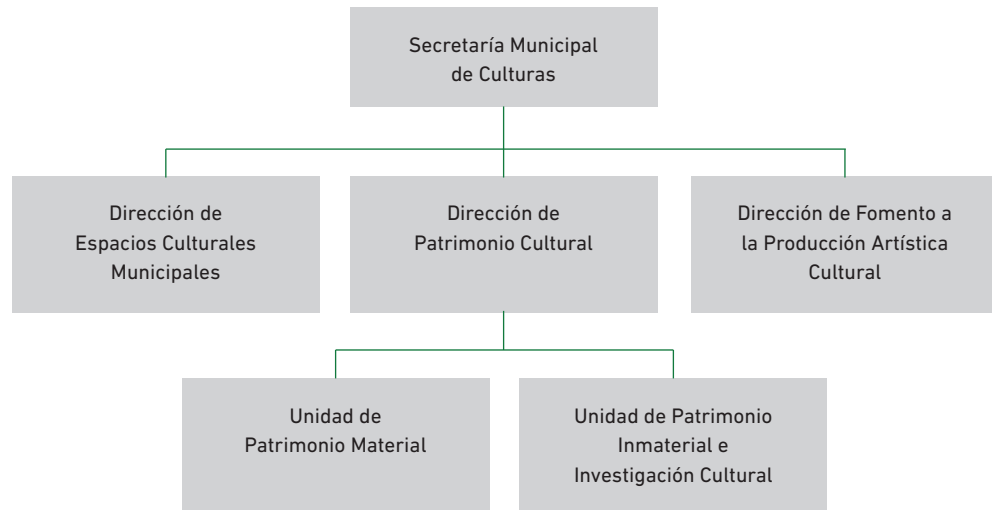 Secretaría Municipal
de Culturas
Dirección de
Espacios Culturales
Municipales
Dirección de
Patrimonio Cultural
Dirección de Fomento a
la Producción Artística
Cultural
Unidad de
Patrimonio Material
Unidad de Patrimonio
Inmaterial e
Investigación Cultural